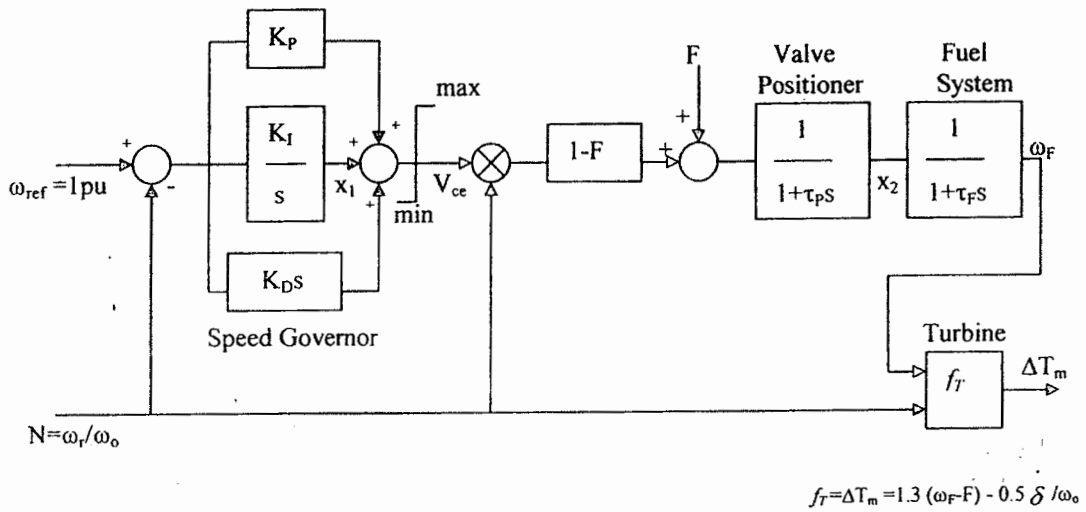 K_P
F
Valve
Positioner
Fuel
System
max
+
+
K_I
s
x_1
+
+
-
ω_ref =1pu
+
min
V_ce
1-F
+
+
1
1+τ_Ps
x_2
1
1+τ_Fs
ω_F
K_Ds
Speed Governor
Turbine
f_T
ΔT_m
N=ω_r/ω_o
f_T=ΔT_m =1.3 (ω_F-F) - 0.5 δ̇ /ω_o